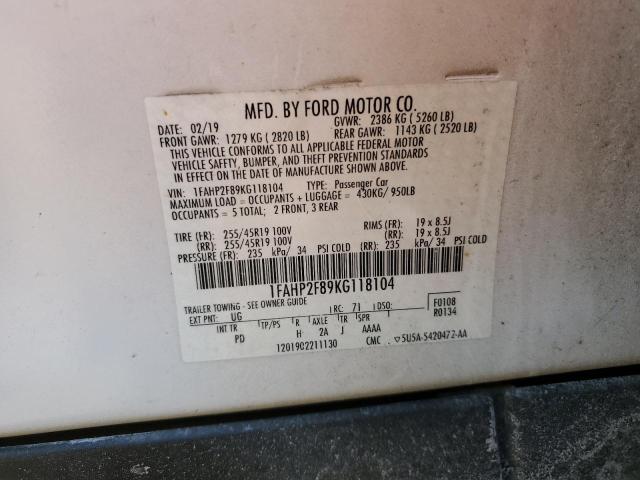 MFD. BY FORD MOTOR CO.
DATE: 02/19 GVWR: 2386 KG ( 5260 LB)
FRONT GAWR: 1279 KG ( 2820 LB) REAR GAWR: 1143 KG ( 2520 LB)
THIS VEHICLE CONFORMS TO ALL APPLICABLE FEDERAL MOTOR
VEHICLE SAFETY, BUMPER, AND THEFT PREVENTION STANDARDS
IN EFFECT ON THE DATE OF MANUFACTURE SHOWN ABOVE.
VIN: 1FAHP2F89KG118104 TYPE: Passenger Car
MAXIMUM LOAD = OCCUPANTS + LUGGAGE = 430KG/ 950LB
OCCUPANTS = 5 TOTAL; 2 FRONT, 3 REAR
TIRE (FR): 255/45R19 100V RIMS (FR): 19 x 8.5J
(RR): 255/45R19 100V (RR): 19 x 8.5J
PRESSURE (FR): 235 kPa/ 34 PSI COLD (RR): 235 kPa/ 34 PSI COLD
1FAHP2F89KG118104
TRAILER TOWING - SEE OWNER GUIDE
EXT PNT: UG RC: 71 DSO: F0108
INT TR TP/PS R AXLE TR SPR R0134
PD H 2A J AAAA
1201902211130 CMC ▽5U5A-5420472-AA